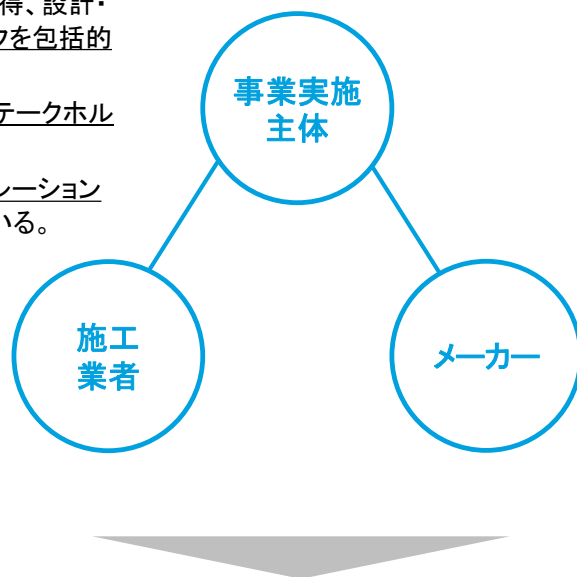 得、設計・
クを包括的
テークホル
レーション
いる。
事業実施
主体
施工
業者
メーカー